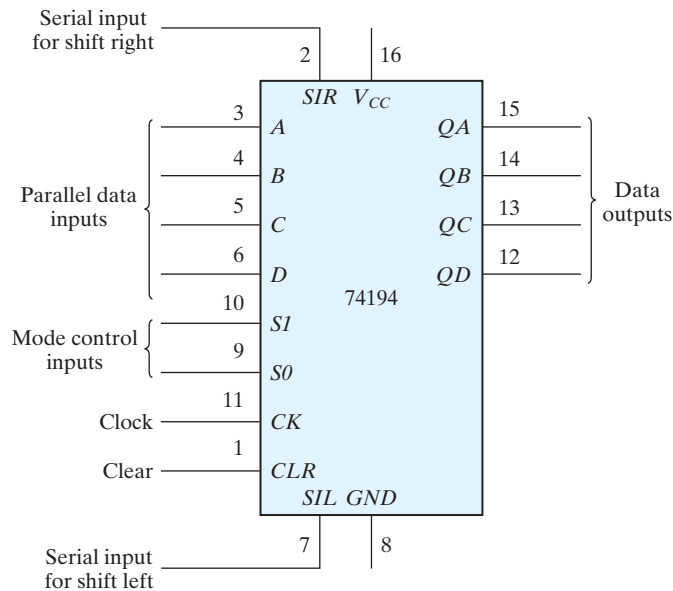 Serial input
for shift right
2
16
SIR VCC
3
A
QA
15
4
B
QB
14
Parallel data
inputs
Data
outputs
5
C
QC
13
6
D
QD
12
74194
10
S1
Mode control
inputs
9
S0
11
Clock
CK
1
Clear
CLR
SIL GND
7
8
Serial input
for shift left